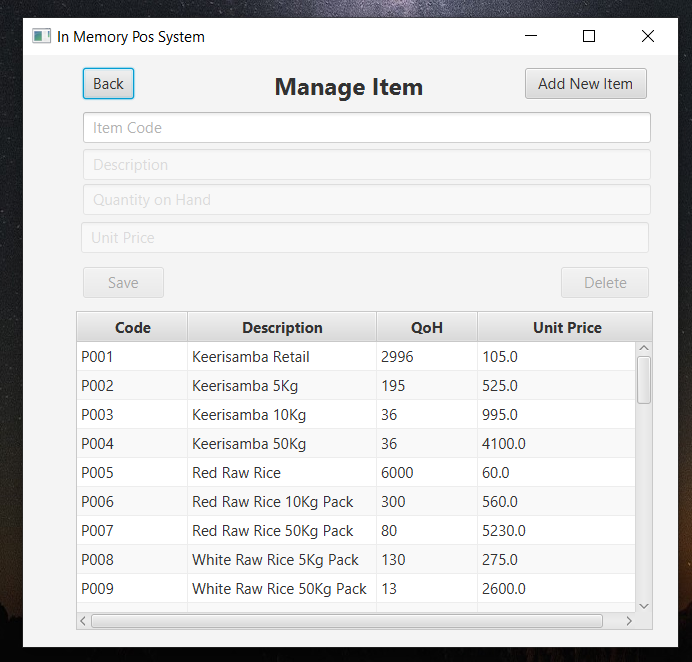 In Memory Pos System
Back Manage Item Add New Item
Item Code
Description
Quantity on Hand
Unit Price
Save Delete
Code Description QoH Unit Price
P001 Keerisamba Retail 2996 105.0
P002 Keerisamba 5Kg 195 525.0
P003 Keerisamba 10Kg 36 995.0
P004 Keerisamba 50Kg 36 4100.0
P005 Red Raw Rice 6000 60.0
P006 Red Raw Rice 10Kg Pack 300 560.0
P007 Red Raw Rice 50Kg Pack 80 5230.0
P008 White Raw Rice 5Kg Pack 130 275.0
P009 White Raw Rice 50Kg Pack 13 2600.0